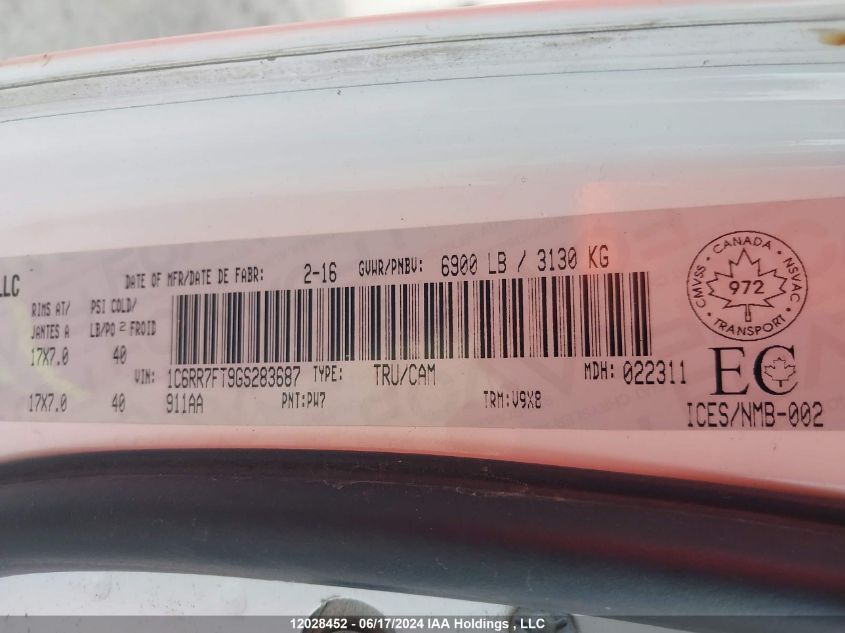 LLC
DATE OF MFR/DATE DE FABR: 2-16 GVWR/PNBV: 6900 LB / 3130 KG
RIMS AT/ PSI COLD/
JANTES A LB/PO 2 FROID
17X7.0 40
VIN: 1C6RR7FT9GS283687 TYPE: TRU/CAM MDH: 022311
17X7.0 40 911AA PNT:PW7 TRM:V9X8
CANADA
CMVSS NSVAC
972
TRANSPORT
EC
ICES/NMB-002
12028452 - 06/17/2024 IAA Holdings , LLC